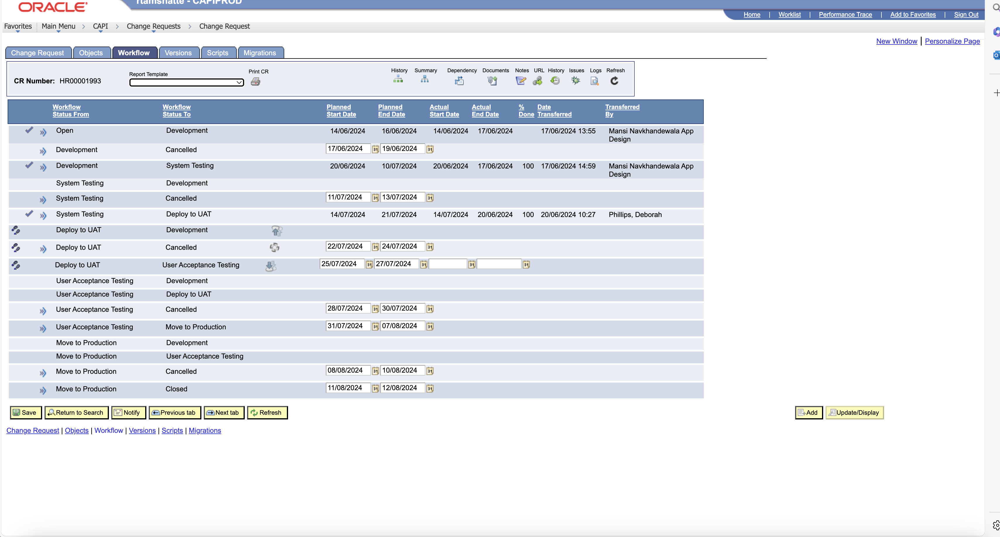 ORACLE
rtamshatte - CAPIPROD
Home | Worklist | Performance Trace | Add to Favorites | Sign Out
Favorites Main Menu > CAPI > Change Requests > Change Request
New Window | Personalize Page
Change Request Objects Workflow Versions Scripts Migrations
CR Number: HR00001993 Report Template Print CR History Summary Dependency Documents Notes URL History Issues Logs Refresh
Workflow Status From Workflow Status To Planned Start Date Planned End Date Actual Start Date Actual End Date % Done Date Transferred Transferred By
Open Development 14/06/2024 16/06/2024 14/06/2024 17/06/2024 17/06/2024 13:55 Mansi Navkhandewala App Design
Development Cancelled 17/06/2024 19/06/2024
Development System Testing 20/06/2024 10/07/2024 20/06/2024 17/06/2024 100 17/06/2024 14:59 Mansi Navkhandewala App Design
System Testing Development
System Testing Cancelled 11/07/2024 13/07/2024
System Testing Deploy to UAT 14/07/2024 21/07/2024 14/07/2024 20/06/2024 100 20/06/2024 10:27 Phillips, Deborah
Deploy to UAT Development
Deploy to UAT Cancelled 22/07/2024 24/07/2024
Deploy to UAT User Acceptance Testing 25/07/2024 27/07/2024
User Acceptance Testing Development
User Acceptance Testing Deploy to UAT
User Acceptance Testing Cancelled 28/07/2024 30/07/2024
User Acceptance Testing Move to Production 31/07/2024 07/08/2024
Move to Production Development
Move to Production User Acceptance Testing
Move to Production Cancelled 08/08/2024 10/08/2024
Move to Production Closed 11/08/2024 12/08/2024
Save Return to Search Notify Previous tab Next tab Refresh Add Update/Display
Change Request | Objects | Workflow | Versions | Scripts | Migrations